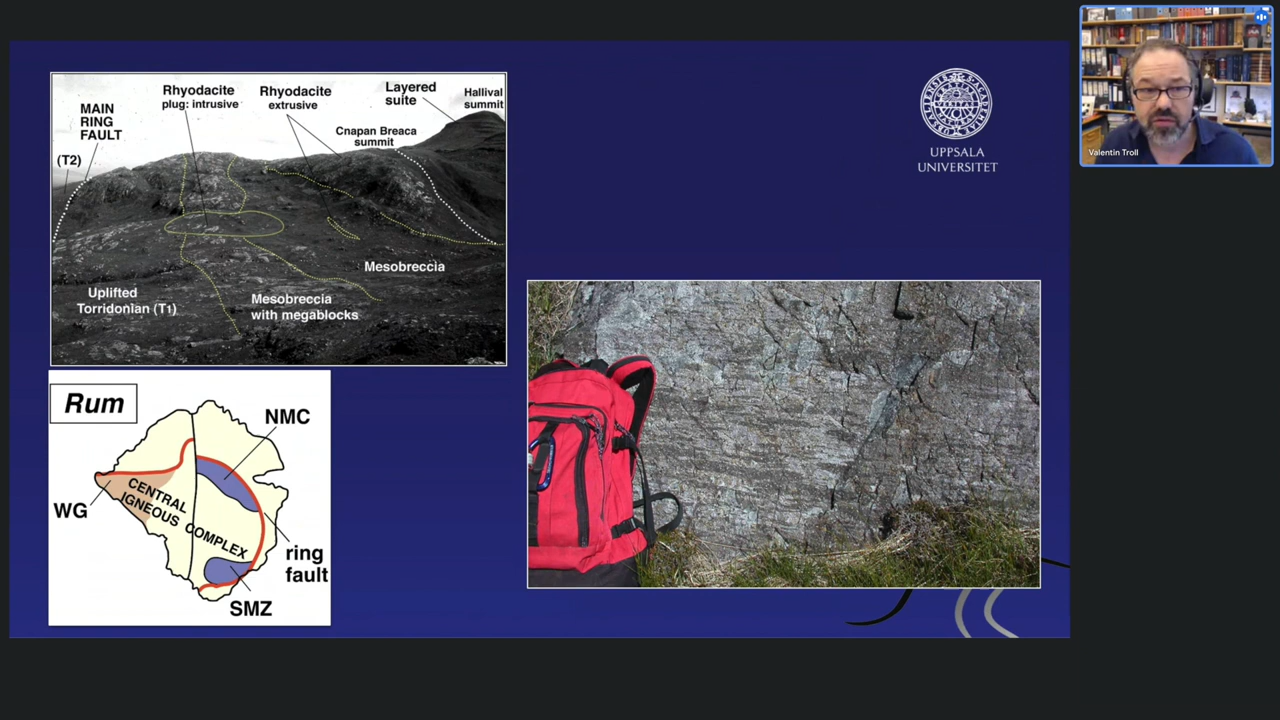 MAIN
RING
FAULT
(T2)
Rhyodacite
plug: intrusive
Rhyodacite
extrusive
Layered
suite
Hallival
summit
Cnapan Breaca
summit
Mesobreccia
Uplifted
Torridonian (T1)
Mesobreccia
with megablocks
UPPSALA
UNIVERSITET
Valentin Troll
Rum
NMC
WG
CENTRAL
IGNEOUS COMPLEX
ring
fault
SMZ